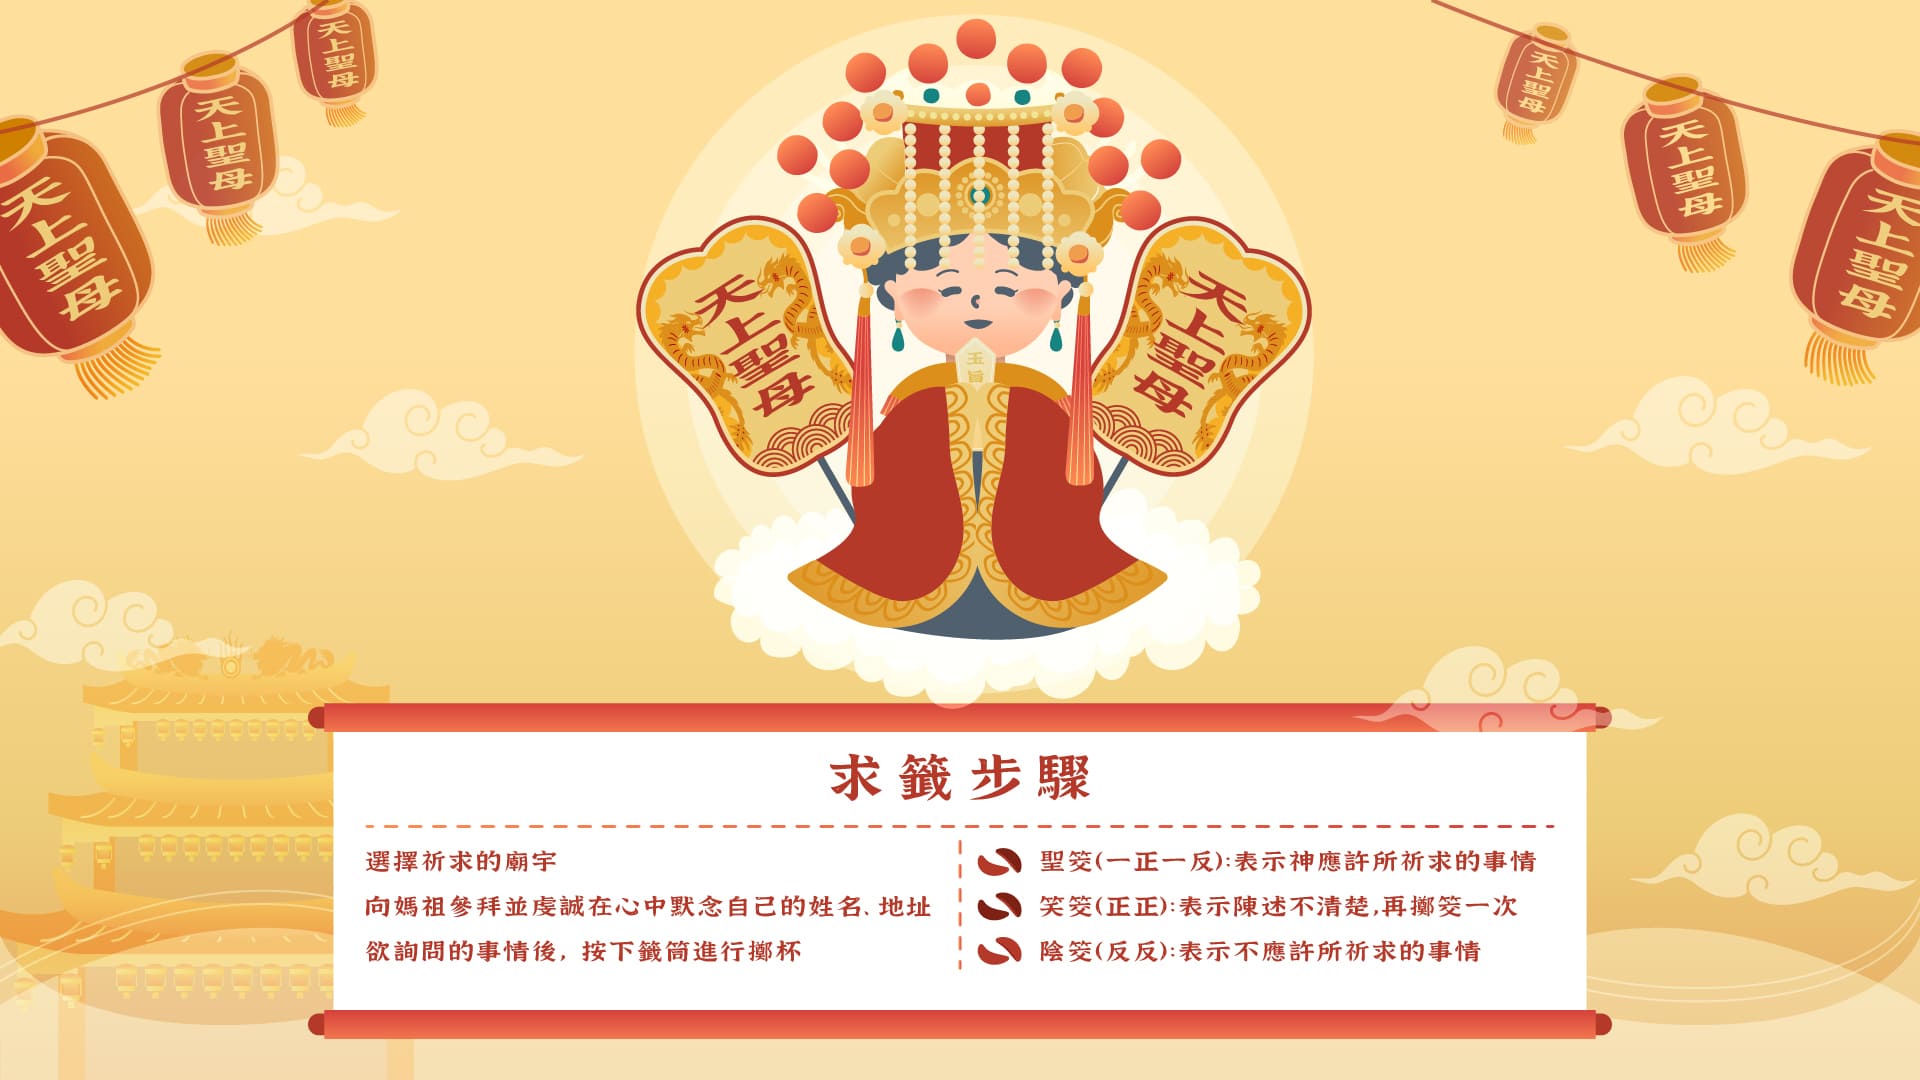 天上聖母
天上聖母
天上聖母
天上聖母
天上聖母
天上聖母
天上聖母
天上聖母
玉旨
求籤步驟
選擇祈求的廟宇
向媽祖參拜並虔誠在心中默念自己的姓名、地址
欲詢問的事情後，按下籤筒進行擲杯
聖筊(一正一反):表示神應許所祈求的事情
笑筊(正正):表示陳述不清楚,再擲筊一次
陰筊(反反):表示不應許所祈求的事情